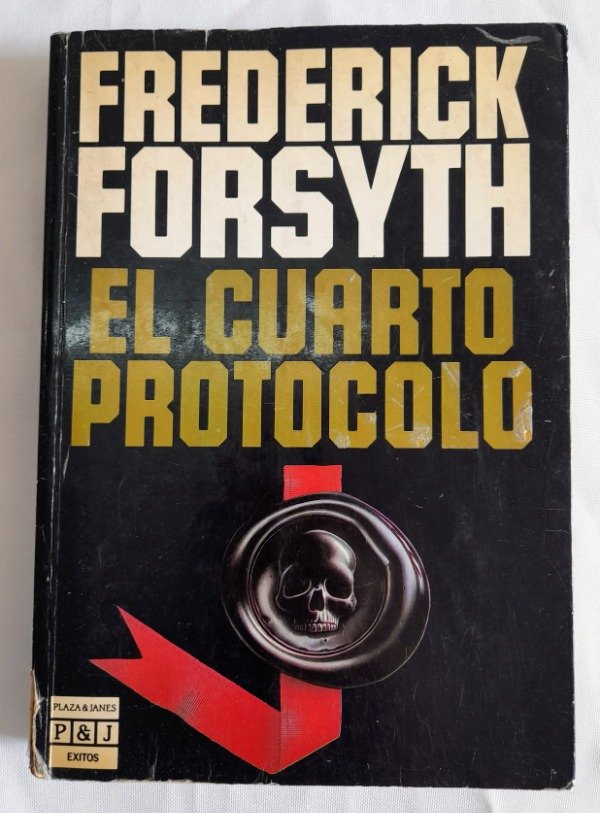 FREDERICK
FORSYTH
EL CUARTO
PROTOCOLO
PLAZA & JANES
P & J
EXITOS